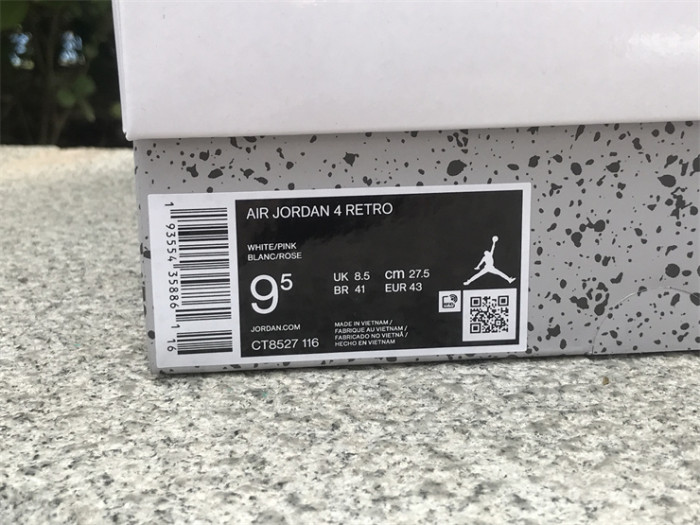 AIR JORDAN 4 RETRO
WHITE/PINK
BLANC/ROSE
9⁵
UK 8.5 cm 27.5
BR 41 EUR 43
JORDAN.COM
CT8527 116
MADE IN VIETNAM /
FABRIQUE AU VIETNAM /
FABRICADO NO VIETNÃ /
HECHO EN VIETNAM
1 93554 35886 1 16